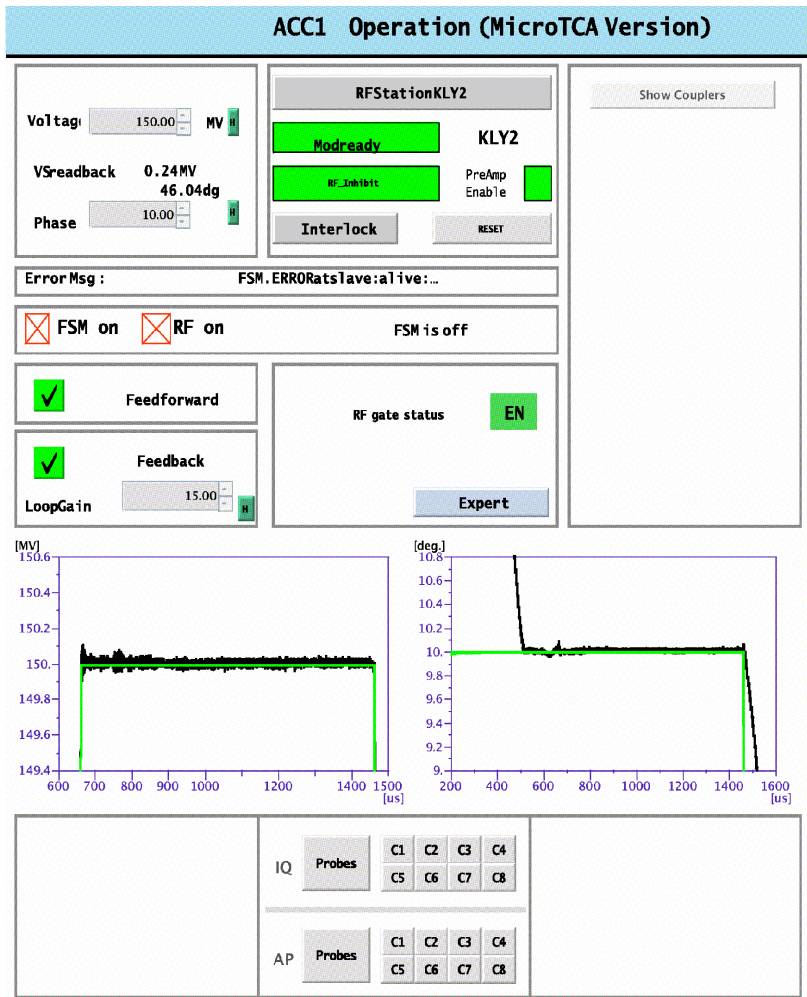 ACC1 Operation (MicroTCA Version)
Voltag 150.00 MV H
VSreadback 0.24MV
46.04dg
Phase 10.00 H
RFStationKLY2
Modready KLY2
RF_Inhibit PreAmp Enable
Interlock RESET
Show Couplers
Error Msg : FSM.ERRORatslave:alive:...
FSM on RF on FSM is off
Feedforward
Feedback
LoopGain 15.00 H
RF gate status EN
Expert
[MV]
150.6
150.4
150.2
150.
149.8
149.6
149.4
600 700 800 900 1000 1200 1400 1500
[us]
[deg.]
10.8
10.6
10.4
10.2
10.
9.8
9.6
9.4
9.2
9.
200 400 600 800 1000 1200 1400 1600
[us]
IQ Probes C1 C2 C3 C4
C5 C6 C7 C8
AP Probes C1 C2 C3 C4
C5 C6 C7 C8